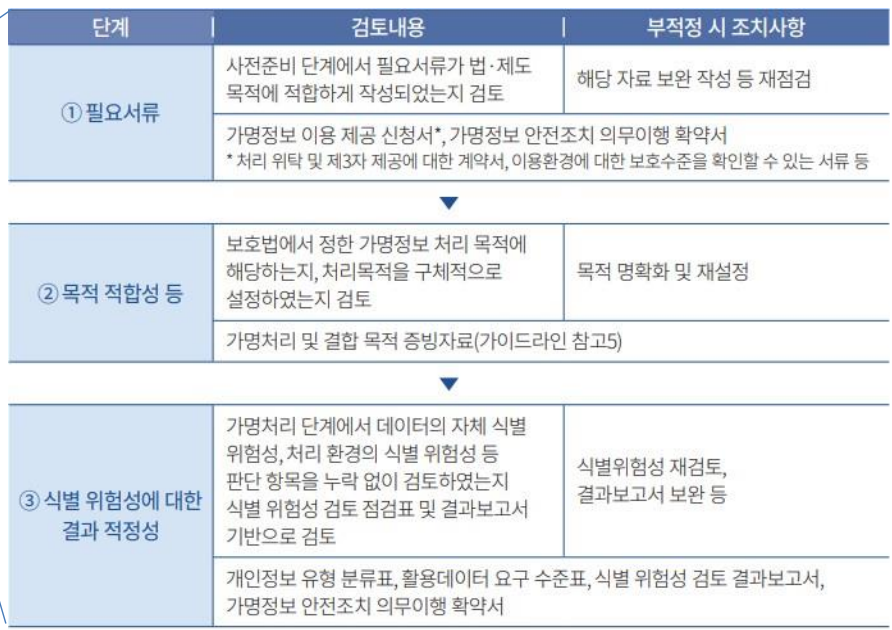 단계 검토내용 부적정 시 조치사항
① 필요서류
사전준비 단계에서 필요서류가 법·제도
목적에 적합하게 작성되었는지 검토
해당 자료 보완 작성 등 재점검
가명정보 이용 제공 신청서*, 가명정보 안전조치 의무이행 확약서
* 처리 위탁 및 제3자 제공에 대한 계약서, 이용환경에 대한 보호수준을 확인할 수 있는 서류 등
② 목적 적합성 등
보호법에서 정한 가명정보 처리 목적에
해당하는지, 처리목적을 구체적으로
설정하였는지 검토
목적 명확화 및 재설정
가명처리 및 결합 목적 증빙자료(가이드라인 참고5)
③ 식별 위험성에 대한
결과 적정성
가명처리 단계에서 데이터의 자체 식별
위험성, 처리 환경의 식별 위험성 등
판단 항목을 누락 없이 검토하였는지
식별 위험성 검토 점검표 및 결과보고서
기반으로 검토
식별위험성 재검토,
결과보고서 보완 등
개인정보 유형 분류표, 활용데이터 요구 수준표, 식별 위험성 검토 결과보고서,
가명정보 안전조치 의무이행 확약서